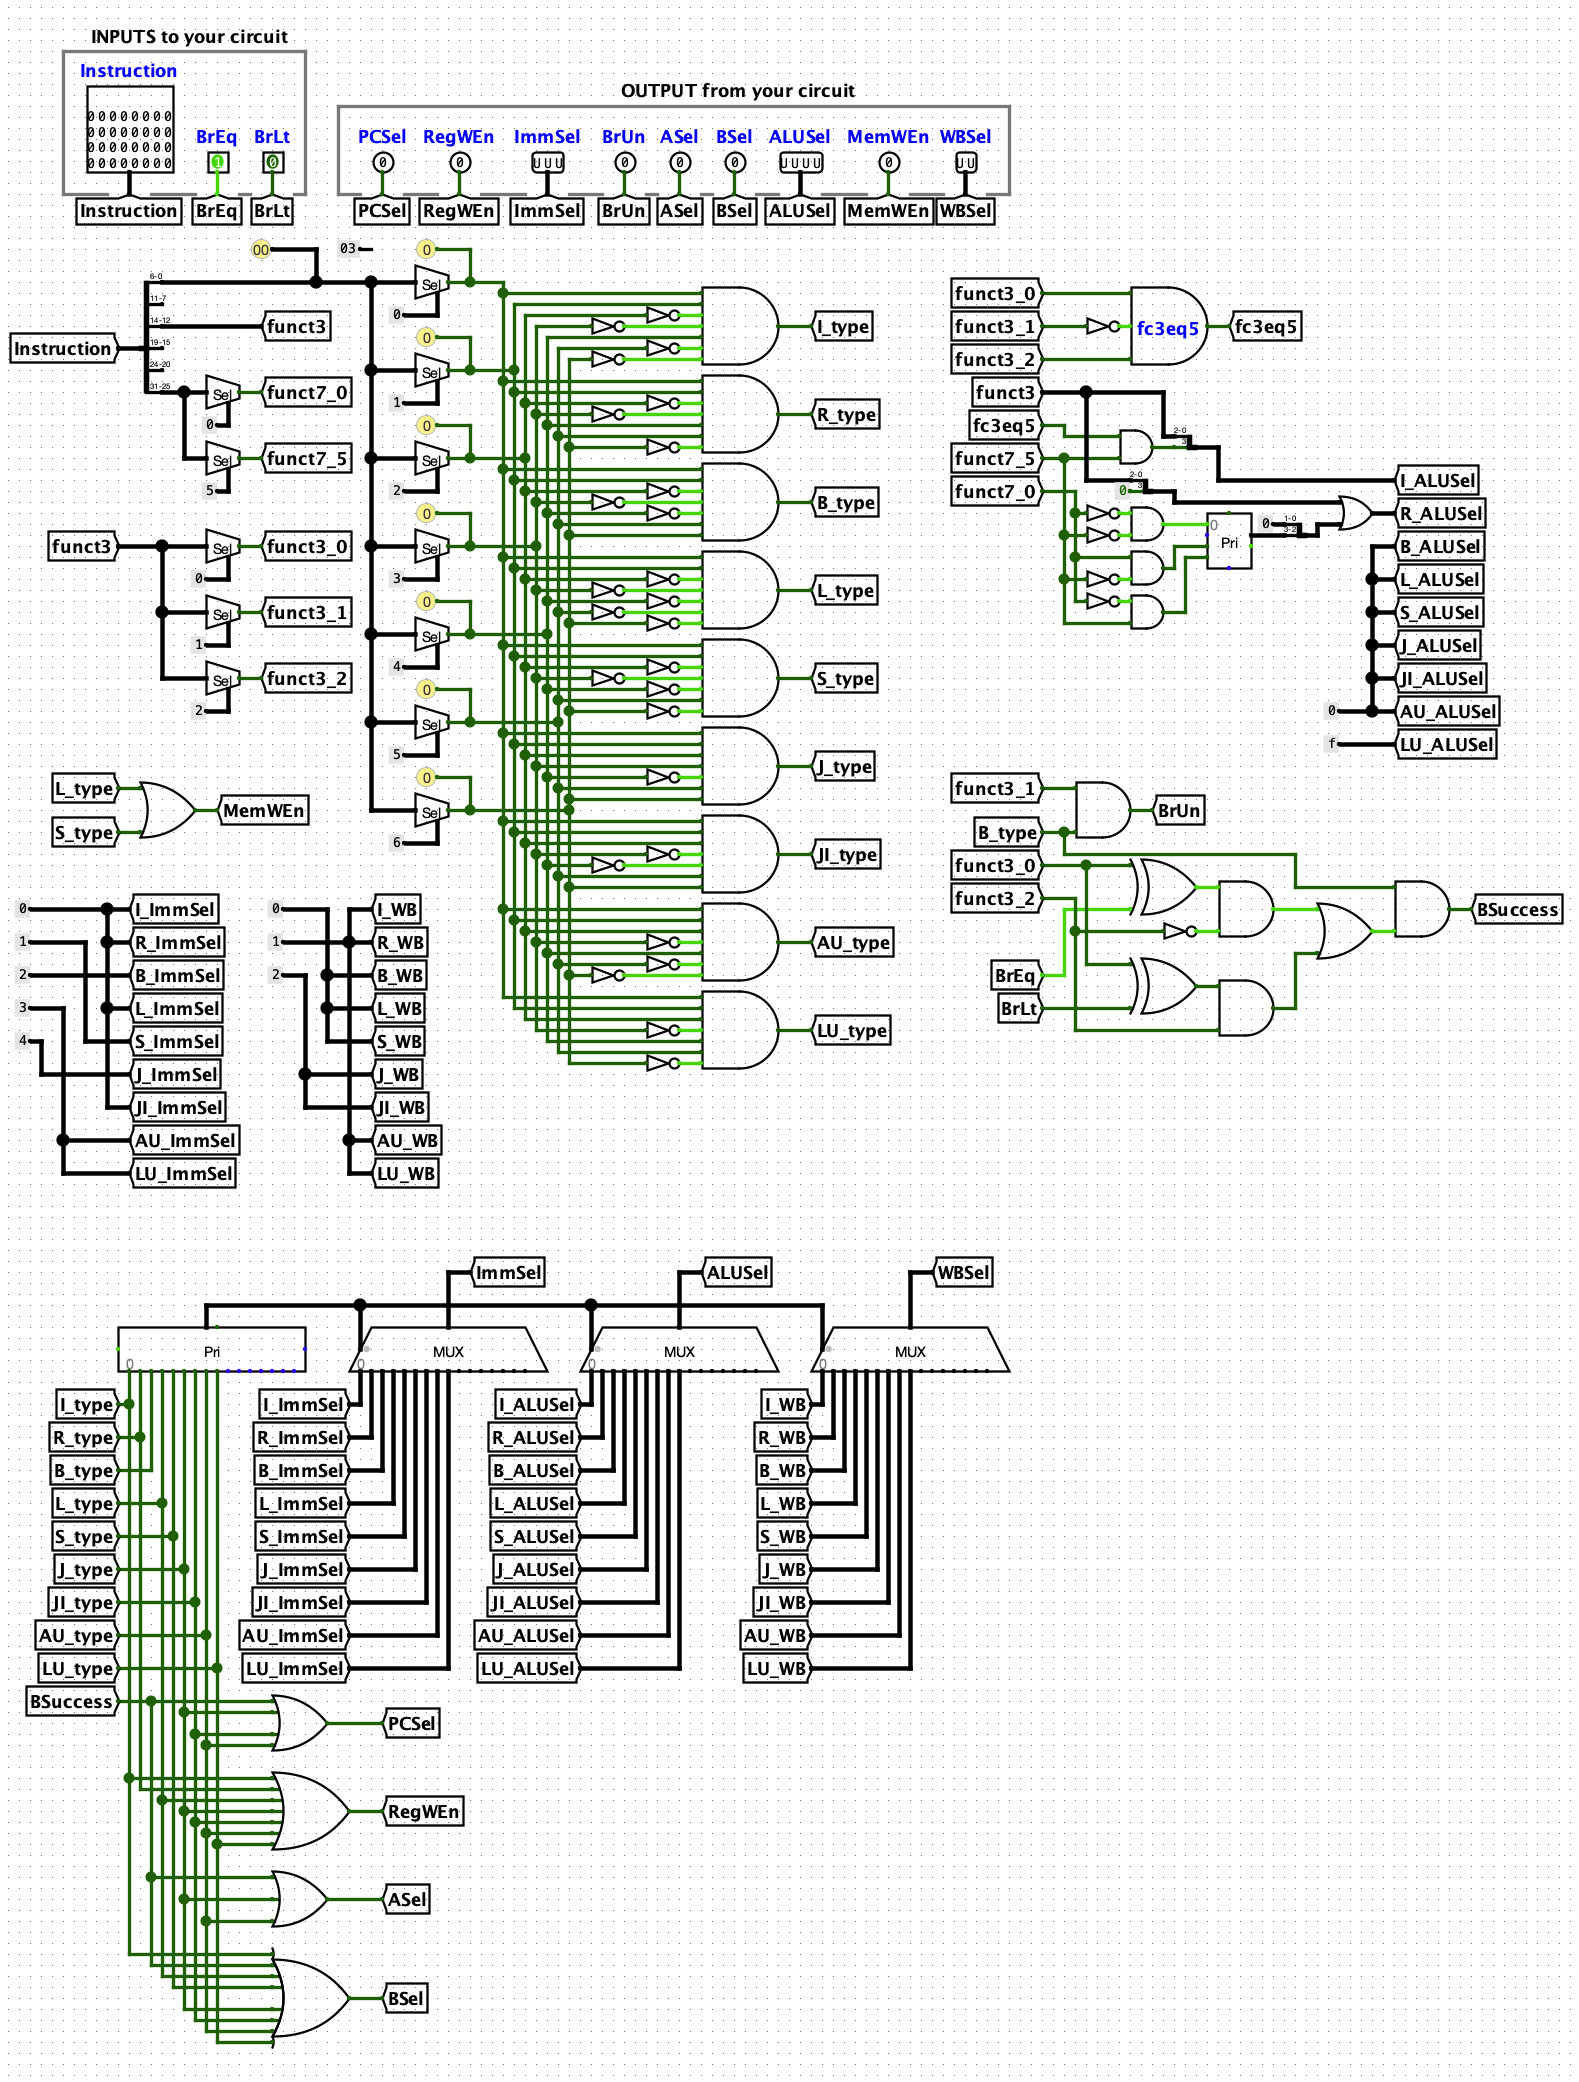 INPUTS to your circuit
Instruction
00000000
00000000
00000000
00000000
BrEq
BrLt
1
0
Instruction
BrEq
BrLt
OUTPUT from your circuit
PCSel RegWEn ImmSel BrUn ASel BSel ALUSel MemWEn WBSel
0 0 UUU 0 0 0 UUUU 0 UU
PCSel RegWEn ImmSel BrUn ASel BSel ALUSel MemWEn WBSel
00
03
6-0
11-7
14-12
19-15
24-20
31-25
Instruction
funct3
Sel
0
funct7_0
Sel
5
funct7_5
funct3
Sel
0
funct3_0
Sel
1
funct3_1
Sel
2
funct3_2
0
Sel
0
0
Sel
1
0
Sel
2
0
Sel
3
0
Sel
4
0
Sel
5
0
Sel
6
I_type
R_type
B_type
L_type
S_type
J_type
JI_type
AU_type
LU_type
funct3_0
funct3_1
funct3_2
fc3eq5
fc3eq5
funct3
fc3eq5
funct7_5
funct7_0
2-0
3
2-0
3
0
0
Pri
0
1-0
3-2
I_ALUSel
R_ALUSel
B_ALUSel
L_ALUSel
S_ALUSel
J_ALUSel
JI_ALUSel
0
AU_ALUSel
f
LU_ALUSel
L_type
S_type
MemWEn
funct3_1
B_type
funct3_0
funct3_2
BrEq
BrLt
BrUn
BSuccess
0
1
2
3
4
I_ImmSel
R_ImmSel
B_ImmSel
L_ImmSel
S_ImmSel
J_ImmSel
JI_ImmSel
AU_ImmSel
LU_ImmSel
0
1
2
I_WB
R_WB
B_WB
L_WB
S_WB
J_WB
JI_WB
AU_WB
LU_WB
ImmSel
ALUSel
WBSel
Pri
0
MUX
0
MUX
0
MUX
0
I_type
R_type
B_type
L_type
S_type
J_type
JI_type
AU_type
LU_type
BSuccess
I_ImmSel
R_ImmSel
B_ImmSel
L_ImmSel
S_ImmSel
J_ImmSel
JI_ImmSel
AU_ImmSel
LU_ImmSel
I_ALUSel
R_ALUSel
B_ALUSel
L_ALUSel
S_ALUSel
J_ALUSel
JI_ALUSel
AU_ALUSel
LU_ALUSel
I_WB
R_WB
B_WB
L_WB
S_WB
J_WB
JI_WB
AU_WB
LU_WB
PCSel
RegWEn
ASel
BSel